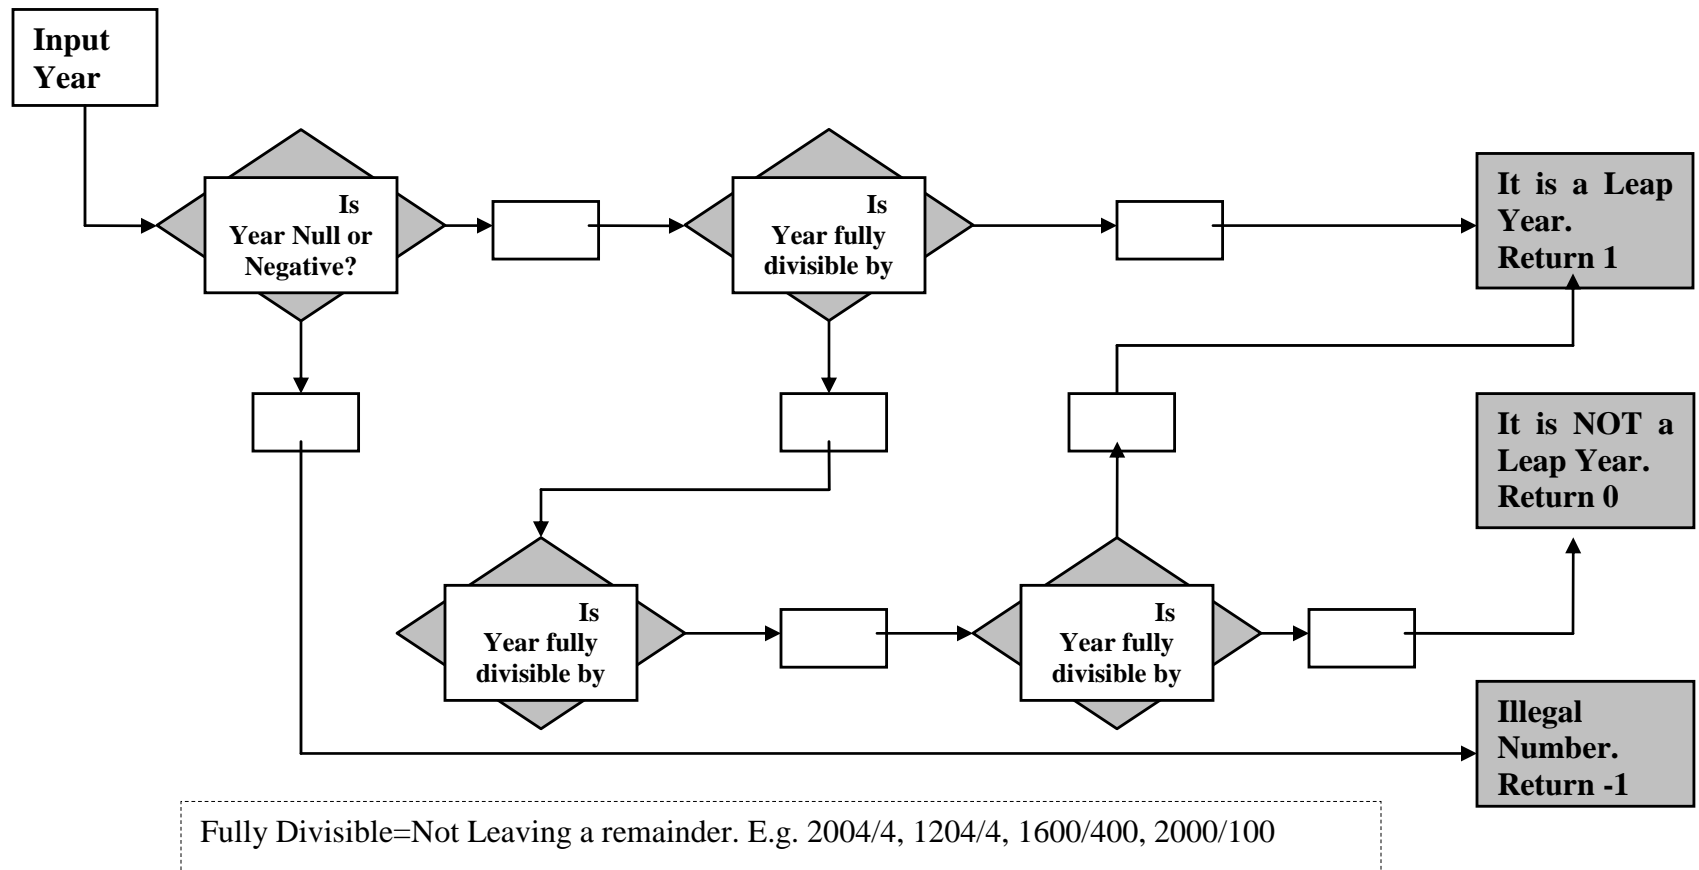 Input
Year
Is
Year Null or
Negative?
Is
Year fully
divisible by
It is a Leap
Year.
Return 1
It is NOT a
Leap Year.
Return 0
Is
Year fully
divisible by
Is
Year fully
divisible by
Illegal
Number.
Return -1
Fully Divisible=Not Leaving a remainder. E.g. 2004/4, 1204/4, 1600/400, 2000/100